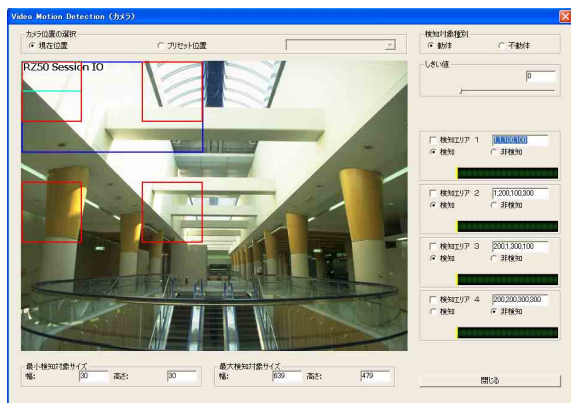 Video Motion Detection (カメラ)
カメラ位置の選択
現在位置
プリセット位置
検知対象種別
動体
不動体
しきい値
0
RZ50 Session IO
検知エリア 1
1,1,100,100
検知
非検知
検知エリア 2
1,200,100,300
検知
非検知
検知エリア 3
200,1,300,100
検知
非検知
検知エリア 4
200,200,300,300
検知
非検知
最小検知対象サイズ
幅: 30 高さ: 30
最大検知対象サイズ
幅: 639 高さ: 479
閉じる